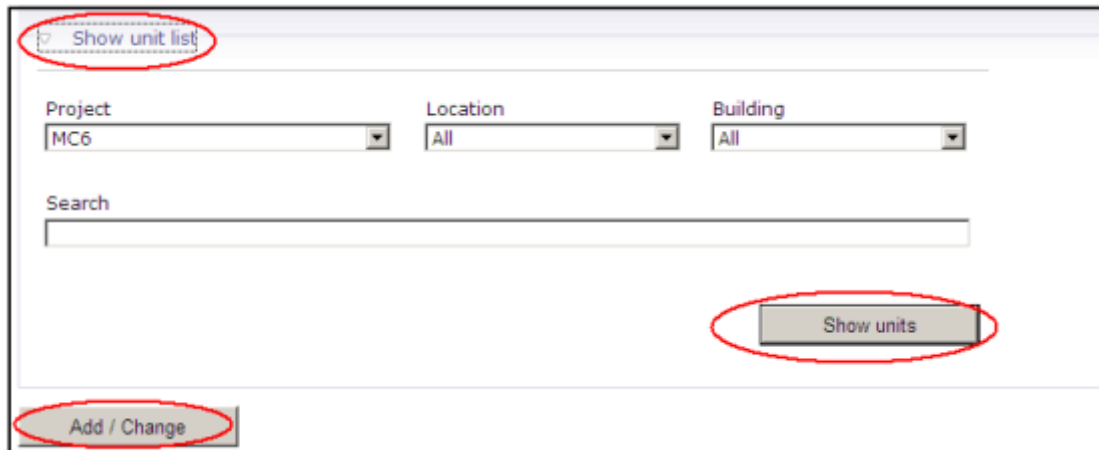 Show unit list
Project Location Building
MC6 All All
Search
Show units
Add / Change